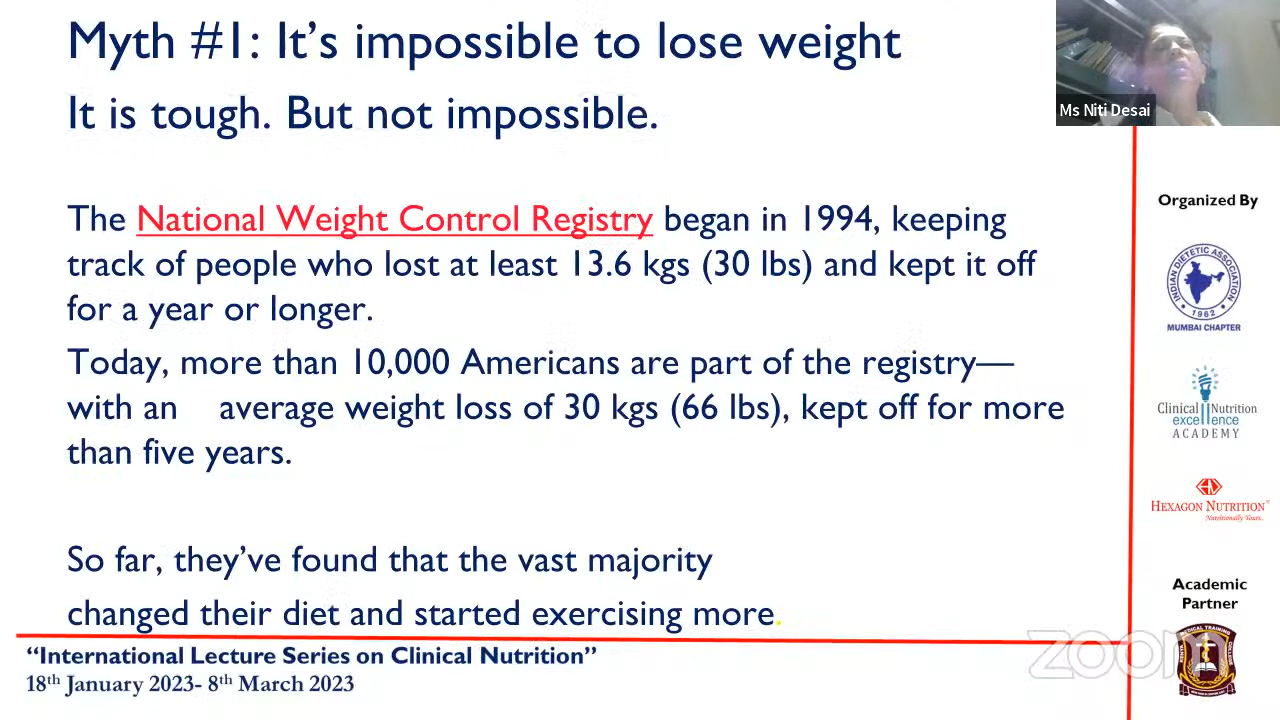 Myth #1: It's impossible to lose weight
It is tough. But not impossible.
The National Weight Control Registry began in 1994, keeping
track of people who lost at least 13.6 kgs (30 lbs) and kept it off
for a year or longer.
Today, more than 10,000 Americans are part of the registry—
with an average weight loss of 30 kgs (66 lbs), kept off for more
than five years.
So far, they've found that the vast majority
changed their diet and started exercising more.
"International Lecture Series on Clinical Nutrition"
18th January 2023- 8th March 2023
Ms Niti Desai
Organized By
INDIAN DIETETIC ASSOCIATION
1962
MUMBAI CHAPTER
Clinical Nutrition
excellence
ACADEMY
HEXAGON NUTRITION®
Nutritionally Yours..
Academic
Partner
zoom